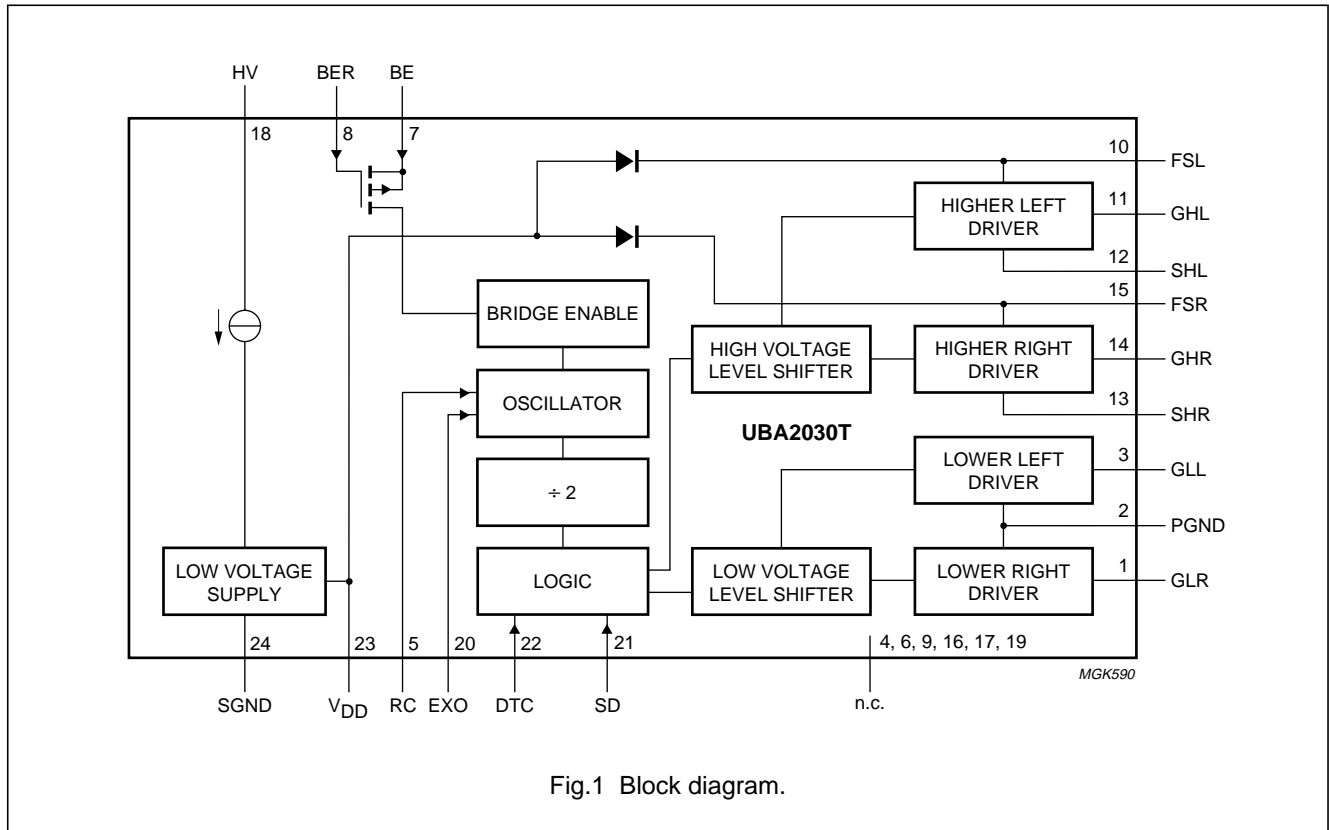 HV BER BE
18 8 7
10 FSL
HIGHER LEFT
DRIVER
11 GHL
12 SHL
15 FSR
BRIDGE ENABLE
HIGH VOLTAGE
LEVEL SHIFTER
HIGHER RIGHT
DRIVER
14 GHR
13 SHR
OSCILLATOR
UBA2030T
LOWER LEFT
DRIVER
3 GLL
÷ 2
2 PGND
LOW VOLTAGE
SUPPLY
LOGIC
LOW VOLTAGE
LEVEL SHIFTER
LOWER RIGHT
DRIVER
1 GLR
24 23 5 20 22 21 4, 6, 9, 16, 17, 19
MGK590
SGND VDD RC EXO DTC SD n.c.
Fig.1 Block diagram.